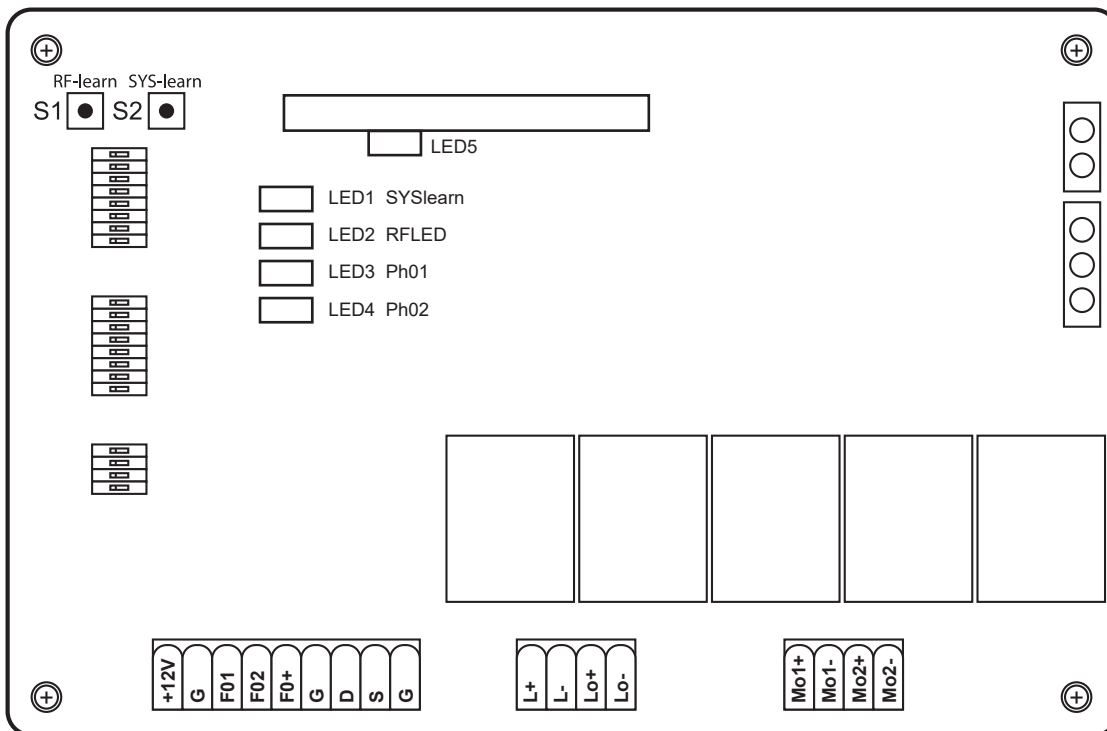 RF-learn SYS-learn
S1 S2
LED5
LED1 SYSlearn
LED2 RFLED
LED3 Ph01
LED4 Ph02
+12V G F01 F02 F0+ G D S G
L+ L- Lo+ Lo-
Mo1+ Mo1- Mo2+ Mo2-